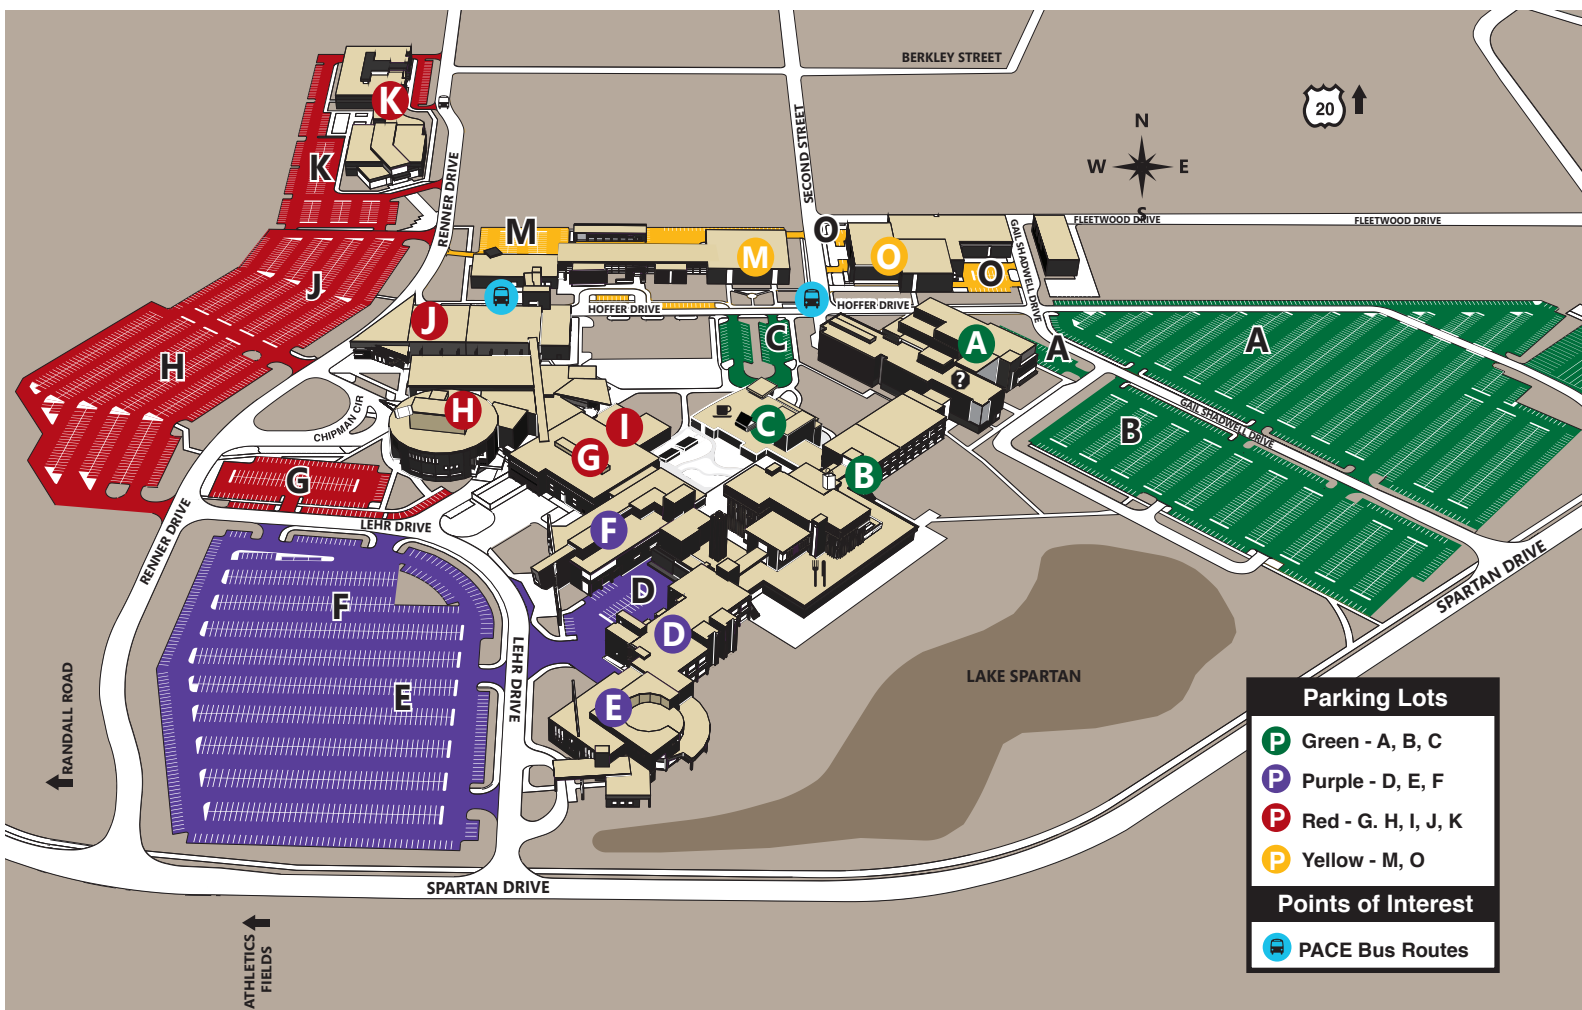 BERKLEY STREET
20
K
N
W
E
S
SECOND STREET
K
RENNER DRIVE
FLEETWOOD DRIVE
FLEETWOOD DRIVE
M
O
GAIL SHADWELL DRIVE
M
O
O
J
HOFFER DRIVE
HOFFER DRIVE
J
C
A
A
A
H
?
H
CHIPMAN CIR
GAIL SHADWELL DRIVE
I
C
B
G
B
G
LEHR DRIVE
F
RENNER DRIVE
SPARTAN DRIVE
D
F
D
LEHR DRIVE
LAKE SPARTAN
E
E
RANDALL ROAD
SPARTAN DRIVE
ATHLETICS
FIELDS
Parking Lots
P Green - A, B, C
P Purple - D, E, F
P Red - G. H, I, J, K
P Yellow - M, O
Points of Interest
PACE Bus Routes